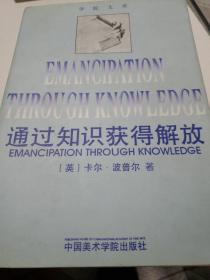 学院文库
EMANCIPATION
THROUGH KNOWLEDGE
通过知识获得解放
EMANCIPATION THROUGH KNOWLEDGE
〔英〕卡尔·波普尔 著
中国美术学院出版社